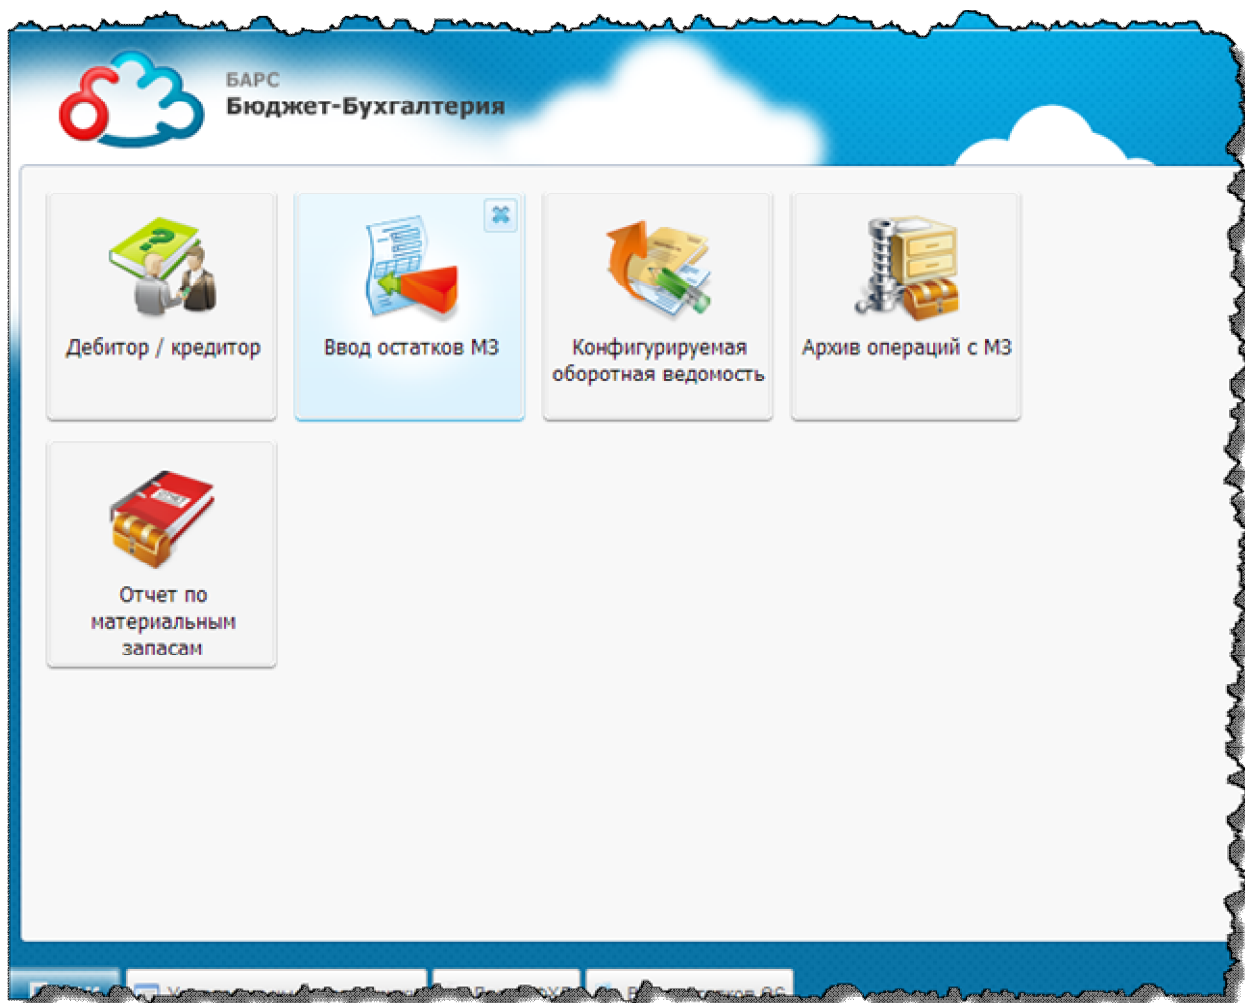 БАРС
Бюджет-Бухгалтерия
Дебитор / кредитор
Ввод остатков МЗ
Конфигурируемая
оборотная ведомость
Архив операций с МЗ
Отчет по
материальным
запасам